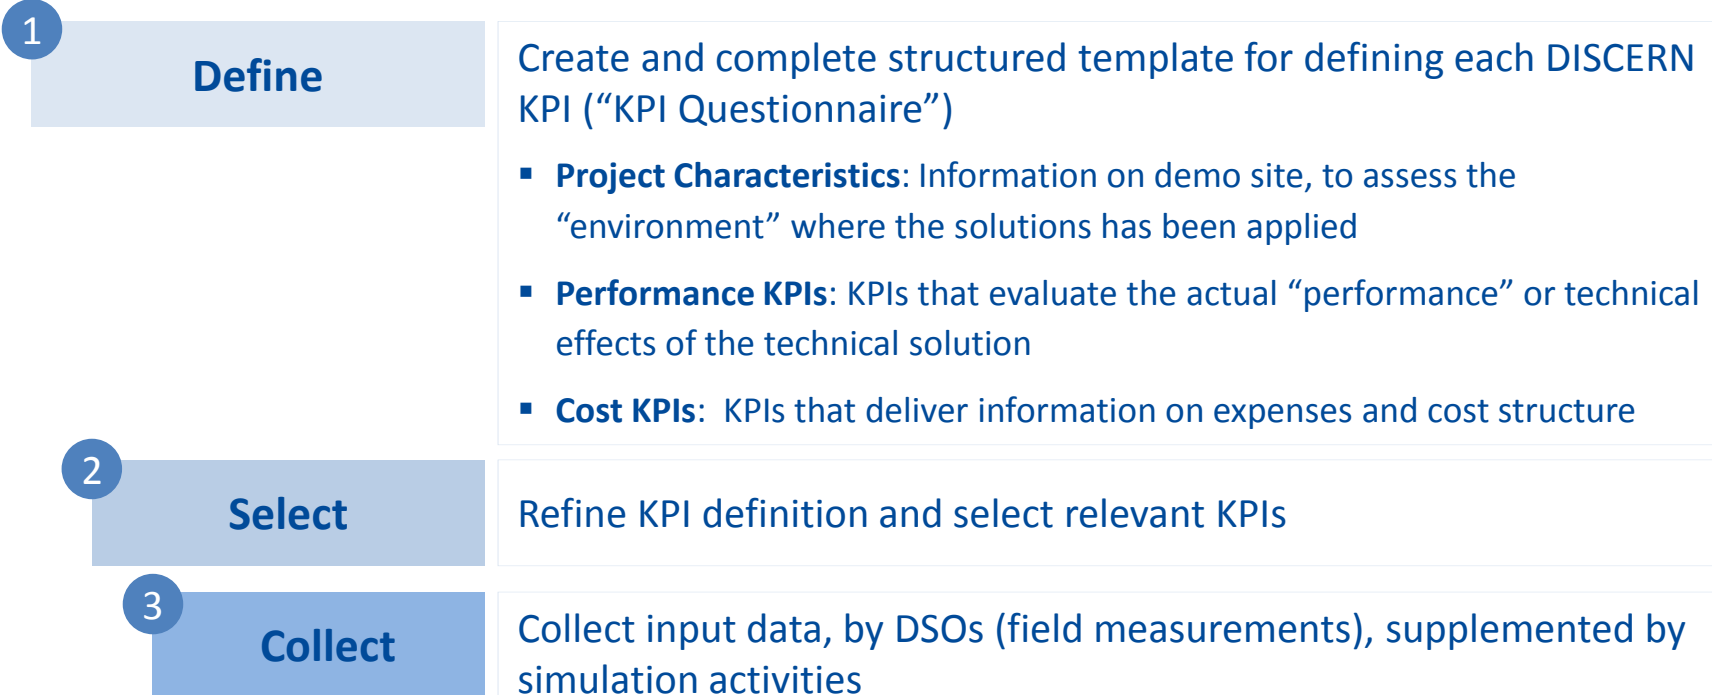 1
Define
Create and complete structured template for defining each DISCERN
KPI (“KPI Questionnaire”)
▪ Project Characteristics: Information on demo site, to assess the
“environment” where the solutions has been applied
▪ Performance KPIs: KPIs that evaluate the actual “performance” or technical
effects of the technical solution
▪ Cost KPIs:  KPIs that deliver information on expenses and cost structure
2
Select
Refine KPI definition and select relevant KPIs
3
Collect
Collect input data, by DSOs (field measurements), supplemented by
simulation activities